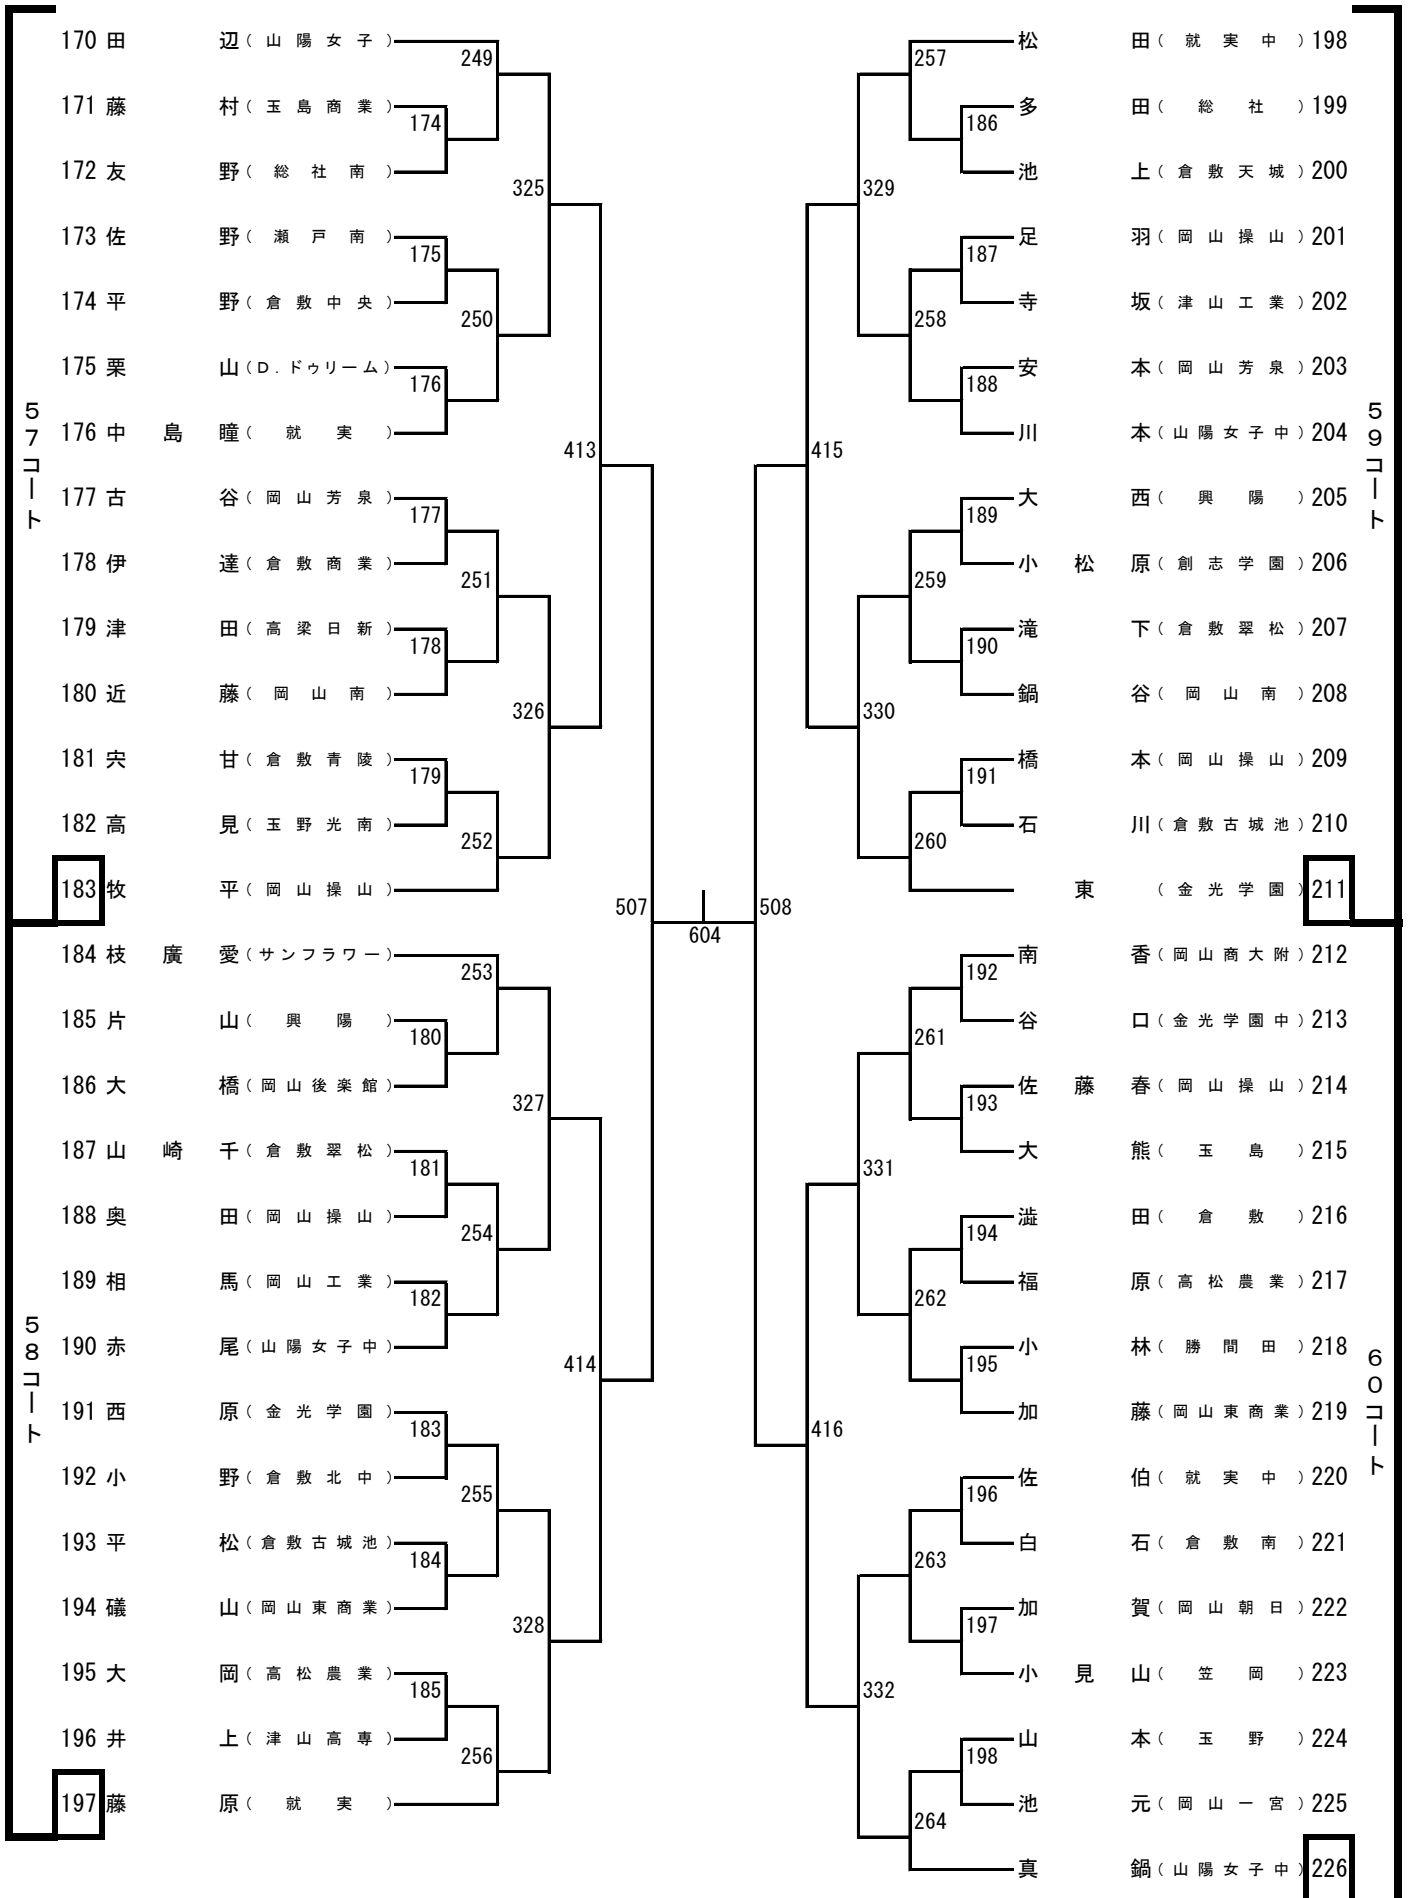 57コート
170 田辺(山陽女子)
249
171 藤村(玉島商業)
174
172 友野(総社南)
325
173 佐野(瀬戸南)
175
174 平野(倉敷中央)
250
175 栗山(D.ドゥリーム)
176
176 中島瞳(就実)
413
177 古谷(岡山芳泉)
177
178 伊達(倉敷商業)
251
179 津田(高梁日新)
178
180 近藤(岡山南)
326
181 宍甘(倉敷青陵)
179
182 高見(玉野光南)
252
183 牧平(岡山操山)
507
58コート
184 枝廣愛(サンフラワー)
253
185 片山(興陽)
180
186 大橋(岡山後楽館)
327
187 山崎千(倉敷翠松)
181
188 奥田(岡山操山)
254
189 相馬(岡山工業)
182
190 赤尾(山陽女子中)
414
191 西原(金光学園)
183
192 小野(倉敷北中)
255
193 平松(倉敷古城池)
184
194 礒山(岡山東商業)
328
195 大岡(高松農業)
185
196 井上(津山高専)
256
197 藤原(就実)
604
59コート
松田(就実中)198
257
多田(総社)199
186
池上(倉敷天城)200
329
足羽(岡山操山)201
187
寺坂(津山工業)202
258
安本(岡山芳泉)203
188
川本(山陽女子中)204
415
大西(興陽)205
189
小松原(創志学園)206
259
滝下(倉敷翠松)207
190
鍋谷(岡山南)208
330
橋本(岡山操山)209
191
石川(倉敷古城池)210
260
東(金光学園)211
508
60コート
南香(岡山商大附)212
192
谷口(金光学園中)213
261
佐藤春(岡山操山)214
193
大熊(玉島)215
331
澁田(倉敷)216
194
福原(高松農業)217
262
小林(勝間田)218
195
加藤(岡山東商業)219
416
佐伯(就実中)220
196
白石(倉敷南)221
263
加賀(岡山朝日)222
197
小見山(笠岡)223
332
山本(玉野)224
198
池元(岡山一宮)225
264
真鍋(山陽女子中)226